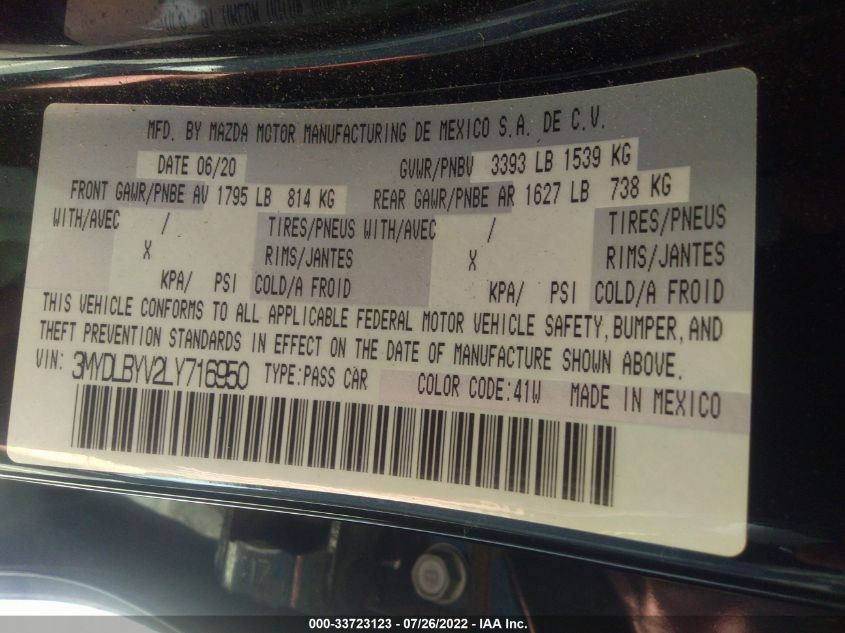 MFD. BY MAZDA MOTOR MANUFACTURING DE MEXICO S.A. DE C.V.
DATE 06/20 GVWR/PNBV 3393 LB 1539 KG
FRONT GAWR/PNBE AV 1795 LB 814 KG REAR GAWR/PNBE AR 1627 LB 738 KG
WITH/AVEC / TIRES/PNEUS WITH/AVEC / TIRES/PNEUS
X RIMS/JANTES X RIMS/JANTES
KPA/ PSI COLD/A FROID KPA/ PSI COLD/A FROID
THIS VEHICLE CONFORMS TO ALL APPLICABLE FEDERAL MOTOR VEHICLE SAFETY, BUMPER, AND
THEFT PREVENTION STANDARDS IN EFFECT ON THE DATE OF MANUFACTURE SHOWN ABOVE.
VIN: 3MYDLBYV2LY716950 TYPE: PASS CAR COLOR CODE: 41W MADE IN MEXICO
000-33723123 - 07/26/2022 - IAA Inc.